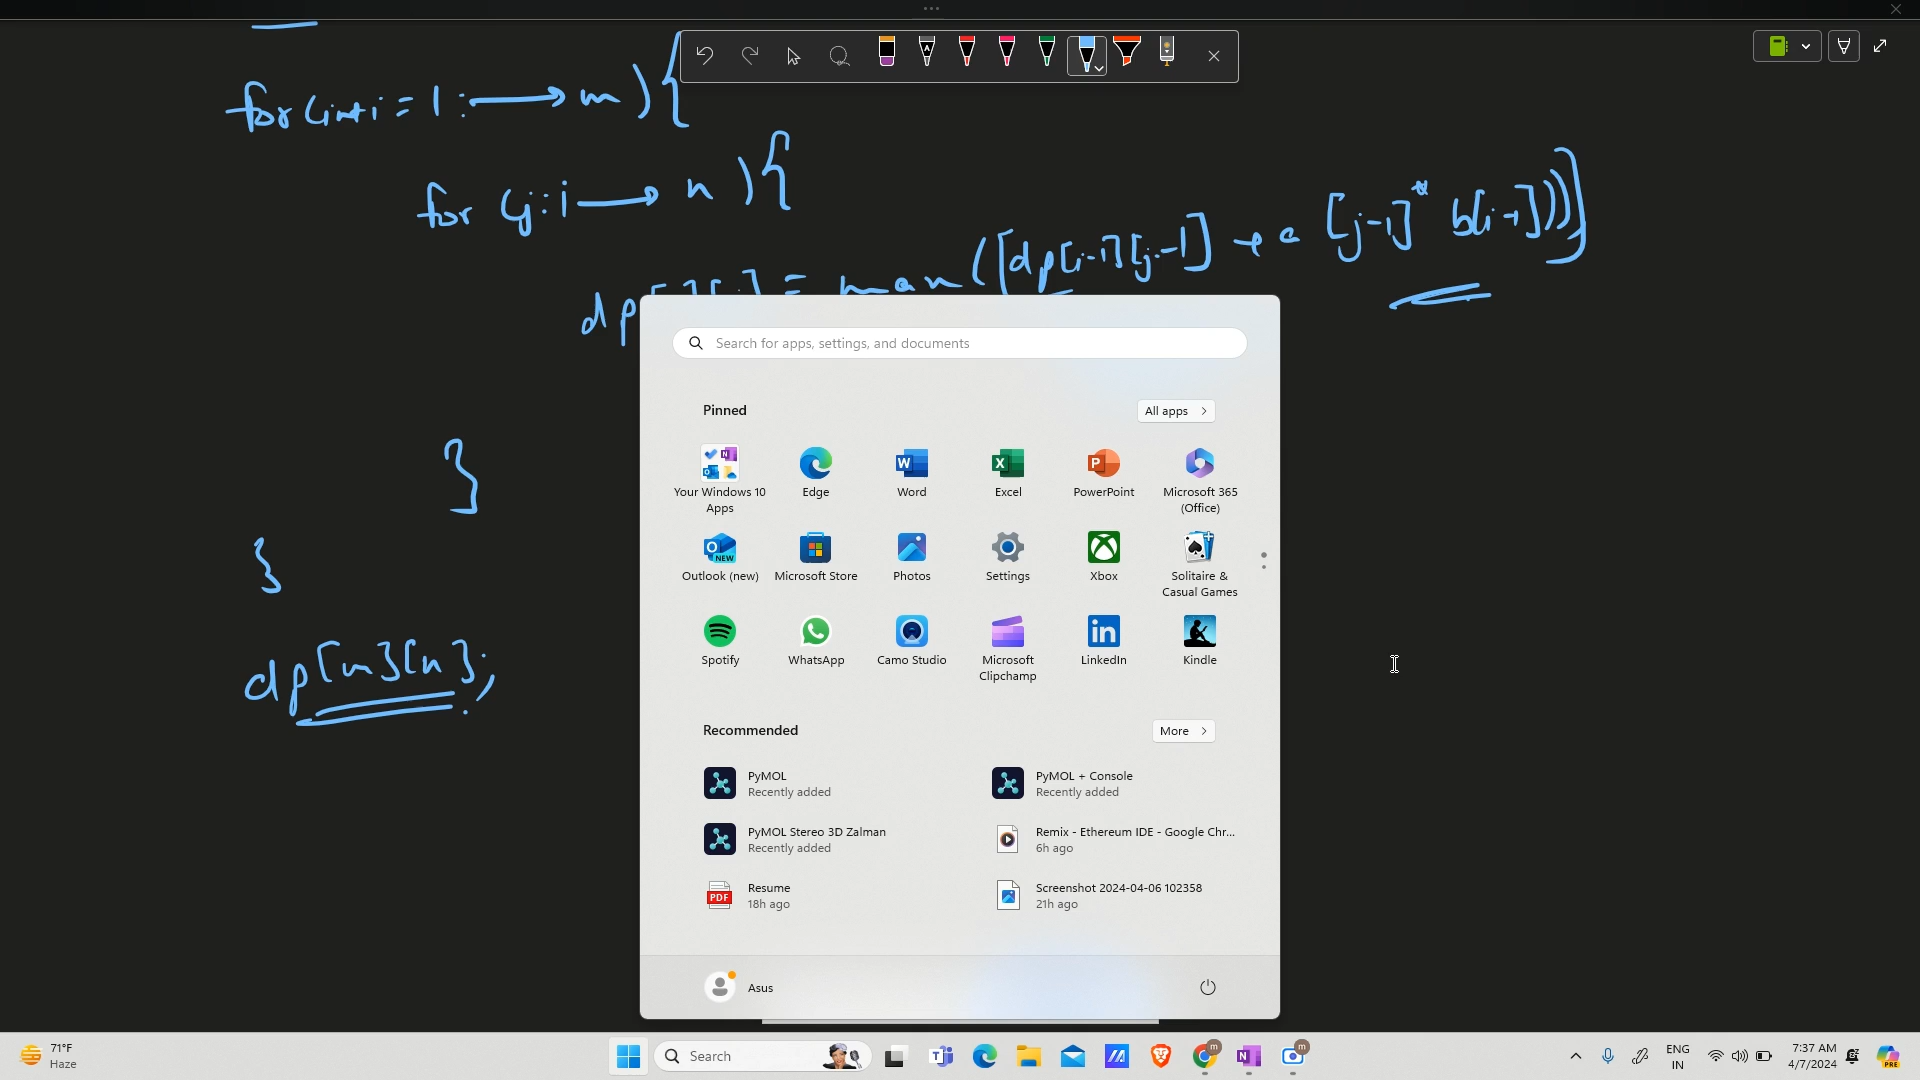 for (int i = 1 : ⟶ m ) {
for (j : i ⟶ n ) {
([dp[i-1][j-1] + a [j-1] * b[i-1])))]
dp
}
}
dp[m][n];
Search for apps, settings, and documents
Pinned
All apps
Your Windows 10 Apps
Edge
Word
Excel
PowerPoint
Microsoft 365 (Office)
Outlook (new)
Microsoft Store
Photos
Settings
Xbox
Solitaire & Casual Games
Spotify
WhatsApp
Camo Studio
Microsoft Clipchamp
LinkedIn
Kindle
Recommended
More
PyMOL
Recently added
PyMOL + Console
Recently added
PyMOL Stereo 3D Zalman
Recently added
Remix - Ethereum IDE - Google Chr...
6h ago
Resume
18h ago
Screenshot 2024-04-06 102358
21h ago
Asus
71°F
Haze
Search
ENG
IN
7:37 AM
4/7/2024